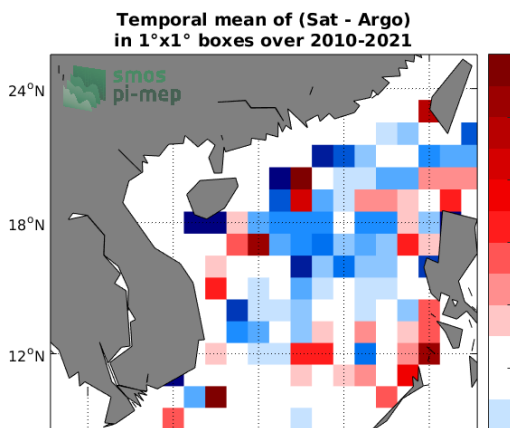 Temporal mean of (Sat - Argo)
in 1°x1° boxes over 2010-2021
smos
pi-mep
24°N
18°N
12°N